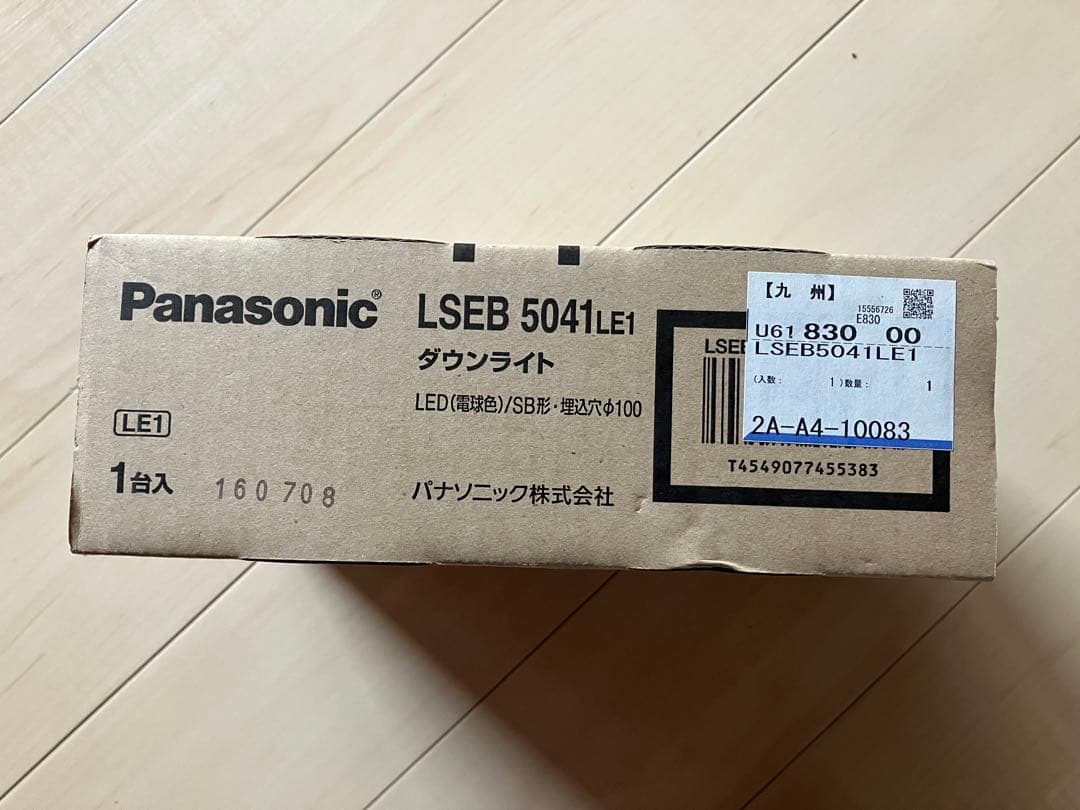 Panasonic®
LSEB 5041LE1
ダウンライト
LED(電球色)/SB形・埋込穴φ100
LE1
1台入
160708
パナソニック株式会社
LSEB
T4549077455383
【九 州】
15556726
E830
U61 830 00
LSEB5041LE1
(入数: 1)数量: 1
2A-A4-10083